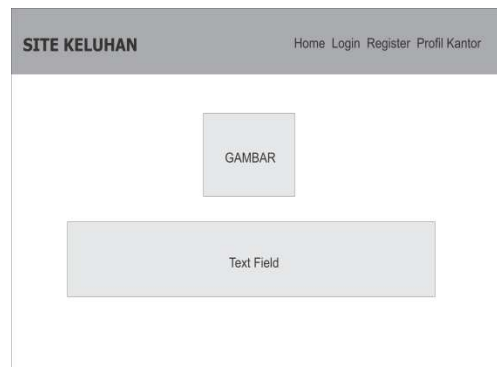 SITE KELUHAN
Home Login Register Profil Kantor
GAMBAR
Text Field